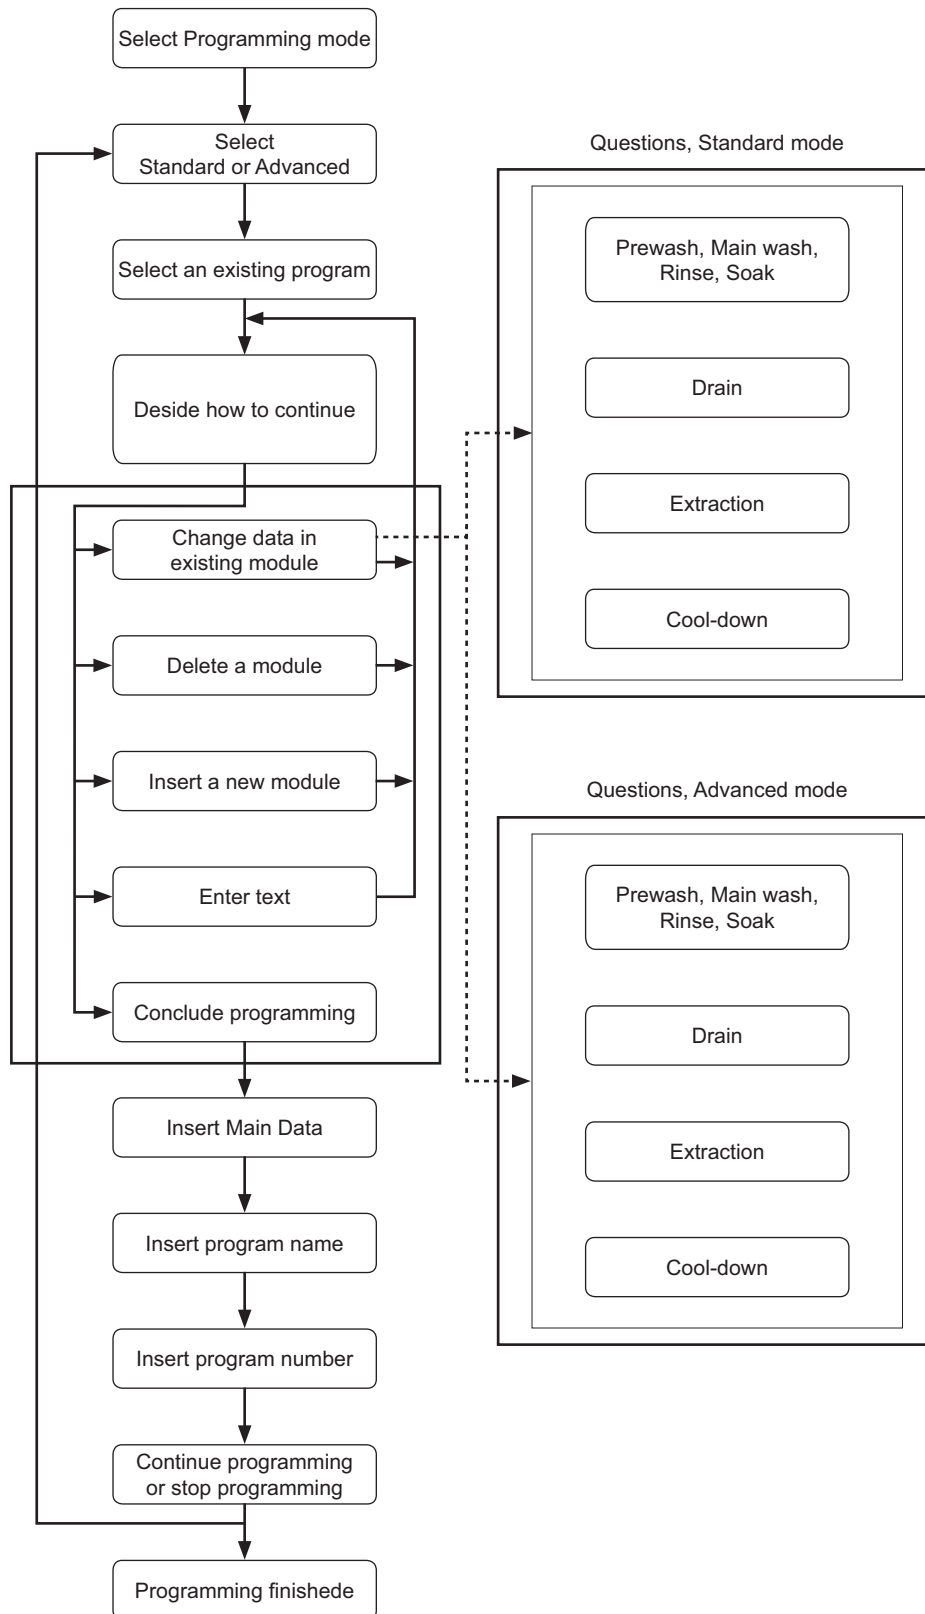 Select Programming mode
Select
Standard or Advanced
Select an existing program
Deside how to continue
Change data in
existing module
Delete a module
Insert a new module
Enter text
Conclude programming
Insert Main Data
Insert program name
Insert program number
Continue programming
or stop programming
Programming finishede
Questions, Standard mode
Prewash, Main wash,
Rinse, Soak
Drain
Extraction
Cool-down
Questions, Advanced mode
Prewash, Main wash,
Rinse, Soak
Drain
Extraction
Cool-down